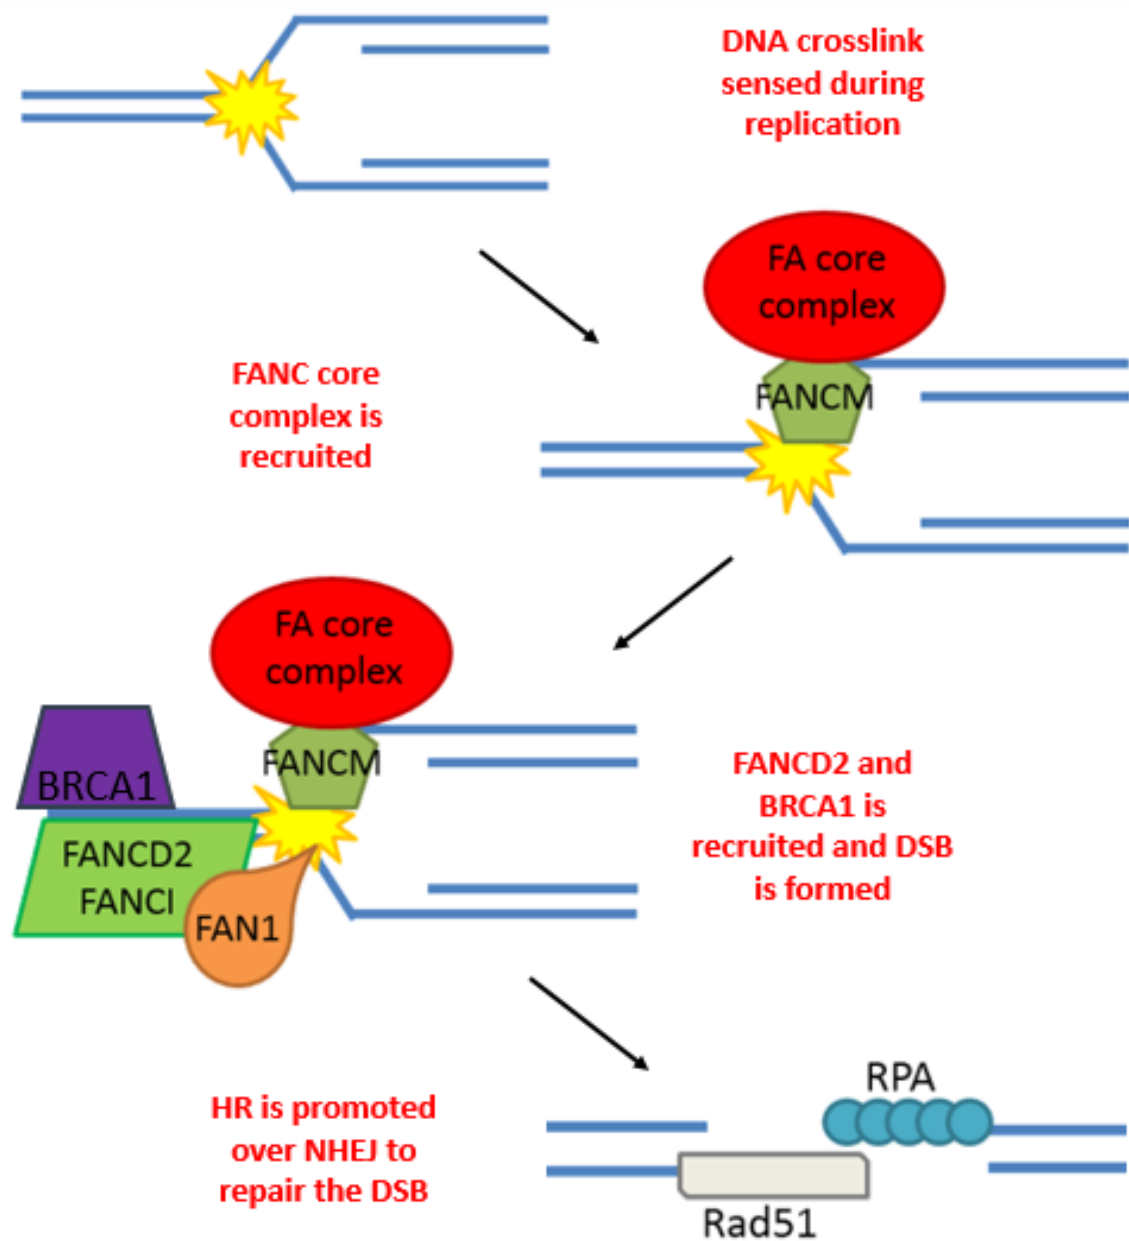 DNA crosslink
sensed during
replication
FA core
complex
FANCM
FANC core
complex is
recruited
FA core
complex
FANCM
BRCA1
FANCD2
FANCI
FAN1
FANCD2 and
BRCA1 is
recruited and DSB
is formed
HR is promoted
over NHEJ to
repair the DSB
RPA
Rad51